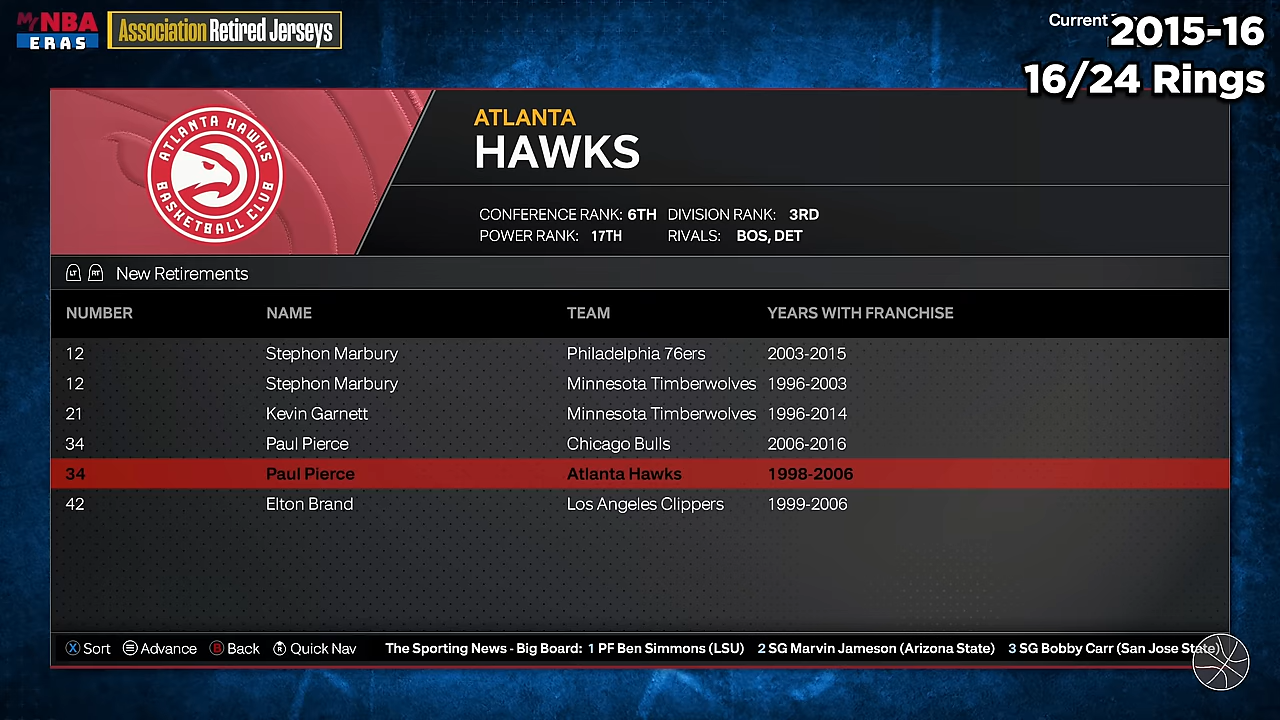 MyNBA
ERAS
Association Retired Jerseys
Current
2015-16
16/24 Rings
ATLANTA HAWKS
BASKETBALL CLUB
ATLANTA
HAWKS
CONFERENCE RANK: 6TH DIVISION RANK: 3RD
POWER RANK: 17TH RIVALS: BOS, DET
LT RT New Retirements
NUMBER NAME TEAM YEARS WITH FRANCHISE
12 Stephon Marbury Philadelphia 76ers 2003-2015
12 Stephon Marbury Minnesota Timberwolves 1996-2003
21 Kevin Garnett Minnesota Timberwolves 1996-2014
34 Paul Pierce Chicago Bulls 2006-2016
34 Paul Pierce Atlanta Hawks 1998-2006
42 Elton Brand Los Angeles Clippers 1999-2006
X Sort Advance B Back R Quick Nav The Sporting News - Big Board: 1 PF Ben Simmons (LSU) 2 SG Marvin Jameson (Arizona State) 3 SG Bobby Carr (San Jose State)